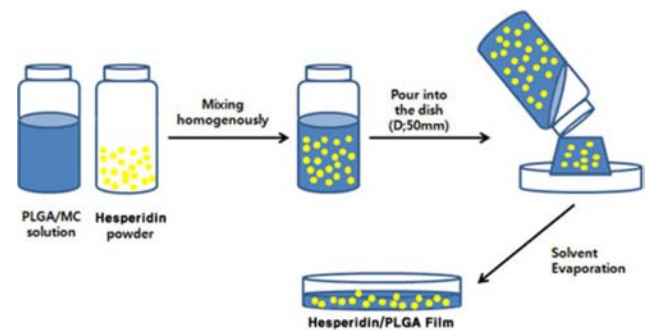 Mixing
homogenously
Pour into
the dish
(D;50mm)
PLGA/MC
solution
Hesperidin
powder
Solvent
Evaporation
Hesperidin/PLGA Film